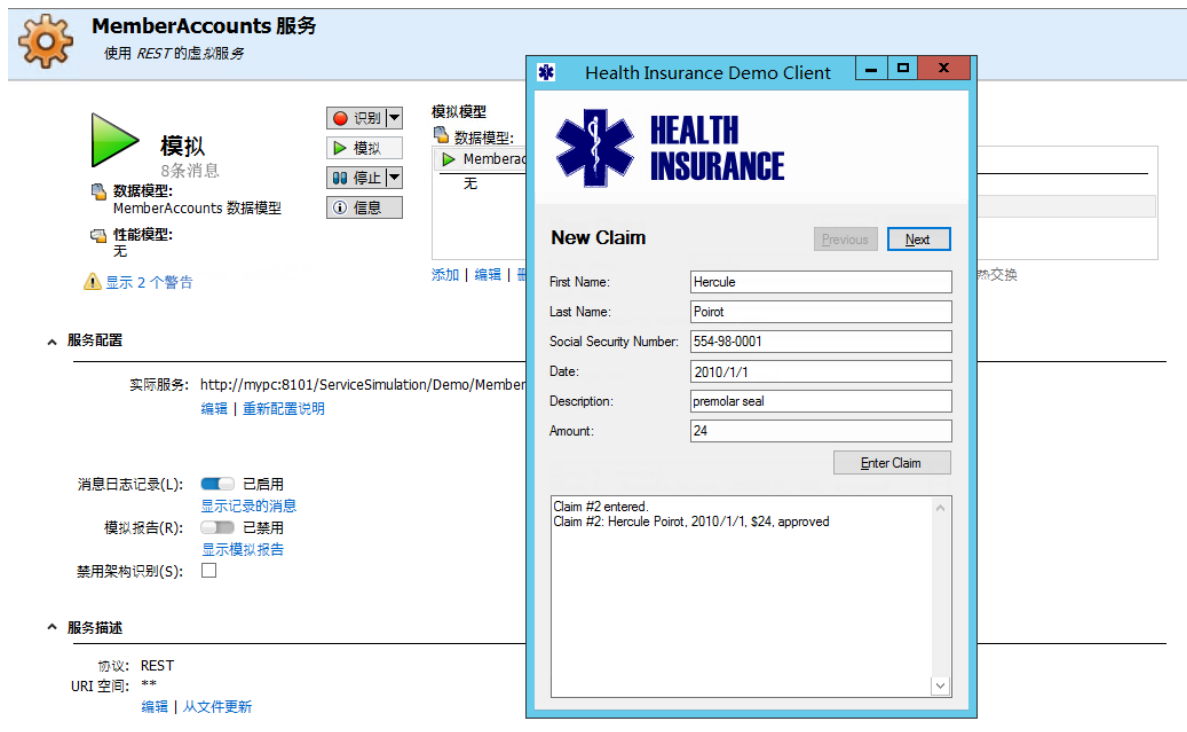 MemberAccounts 服务
使用 REST 的虚拟服务
模拟
8条消息
数据模型:
MemberAccounts 数据模型
性能模型:
无
显示 2 个警告
识别
模拟
停止
信息
模拟模型
数据模型:
Memberac
无
添加 | 编辑 |
热交换
服务配置
实际服务: http://mypc:8101/ServiceSimulation/Demo/Member
编辑 | 重新配置说明
消息日志记录(L): 已启用
显示记录的消息
模拟报告(R): 已禁用
显示模拟报告
禁用架构识别(S):
服务描述
协议: REST
URI 空间: **
编辑 | 从文件更新
Health Insurance Demo Client
HEALTH
INSURANCE
New Claim
Previous
Next
First Name: Hercule
Last Name: Poirot
Social Security Number: 554-98-0001
Date: 2010/1/1
Description: premolar seal
Amount: 24
Enter Claim
Claim #2 entered.
Claim #2: Hercule Poirot, 2010/1/1, $24, approved